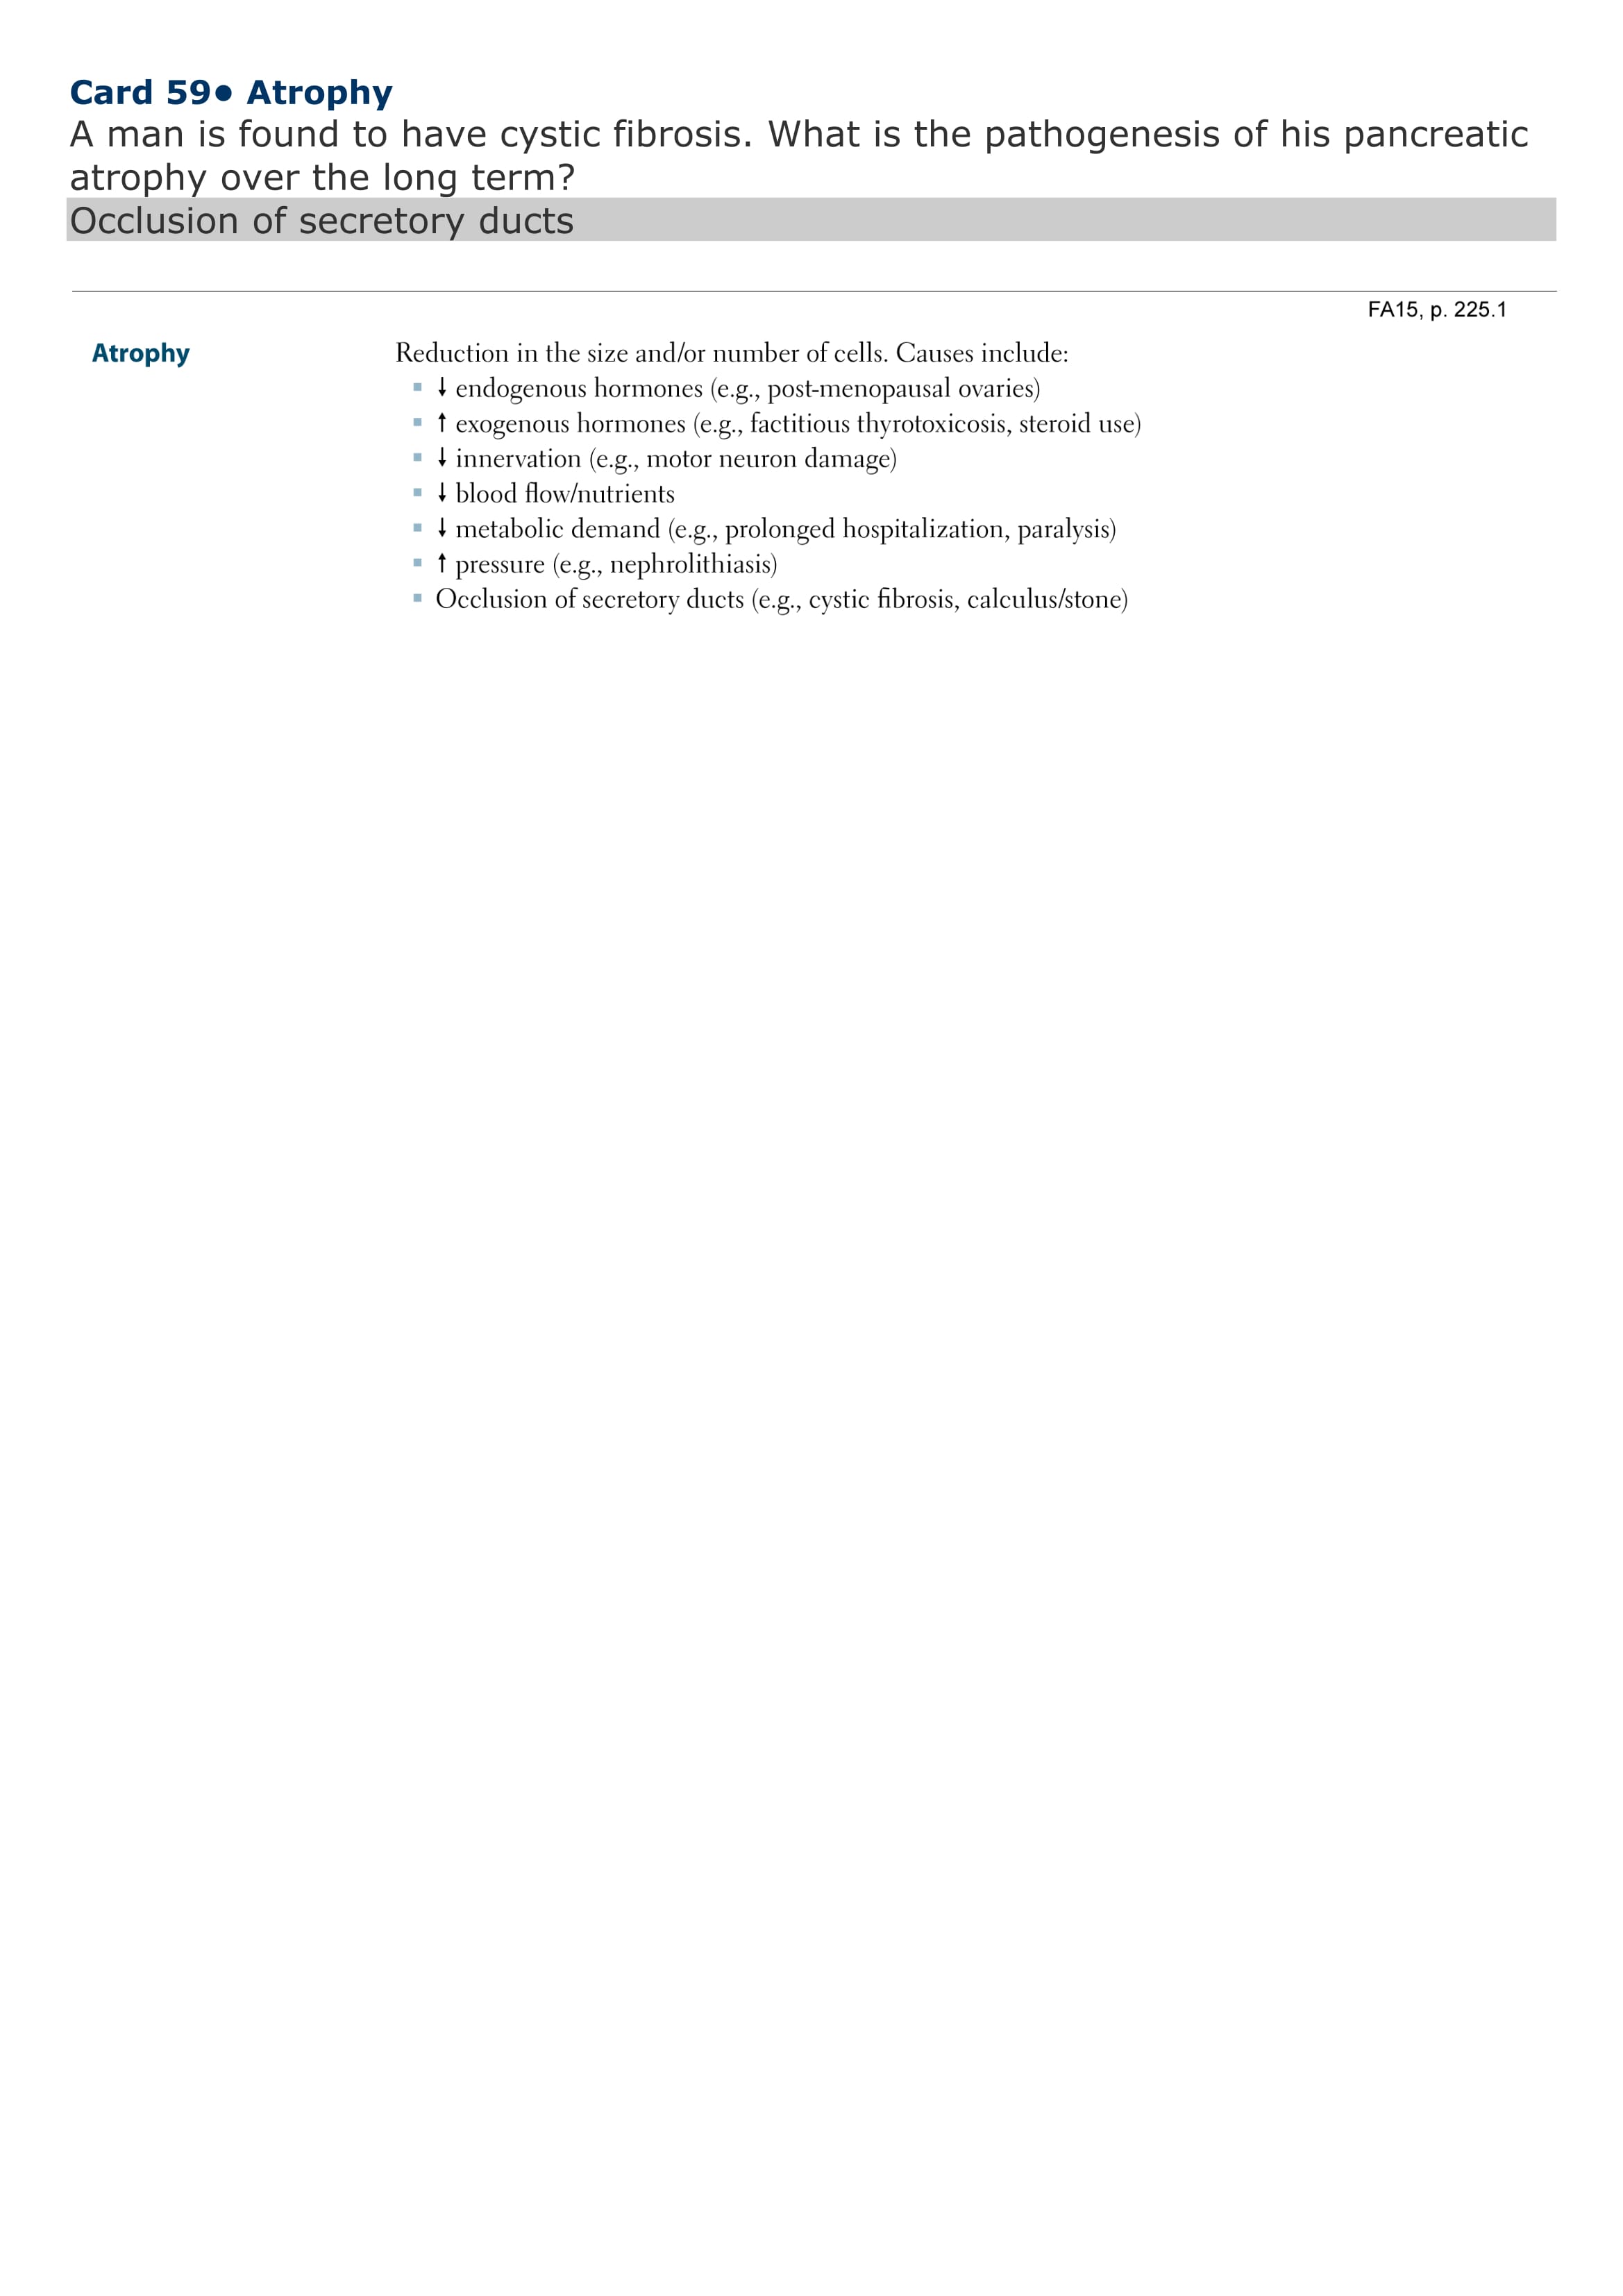 Card 59● Atrophy
A man is found to have cystic fibrosis. What is the pathogenesis of his pancreatic
atrophy over the long term?
Occlusion of secretory ducts
FA15, p. 225.1
Atrophy
Reduction in the size and/or number of cells. Causes include:
▪ ↓ endogenous hormones (e.g., post-menopausal ovaries)
▪ ↑ exogenous hormones (e.g., factitious thyrotoxicosis, steroid use)
▪ ↓ innervation (e.g., motor neuron damage)
▪ ↓ blood flow/nutrients
▪ ↓ metabolic demand (e.g., prolonged hospitalization, paralysis)
▪ ↑ pressure (e.g., nephrolithiasis)
▪ Occlusion of secretory ducts (e.g., cystic fibrosis, calculus/stone)